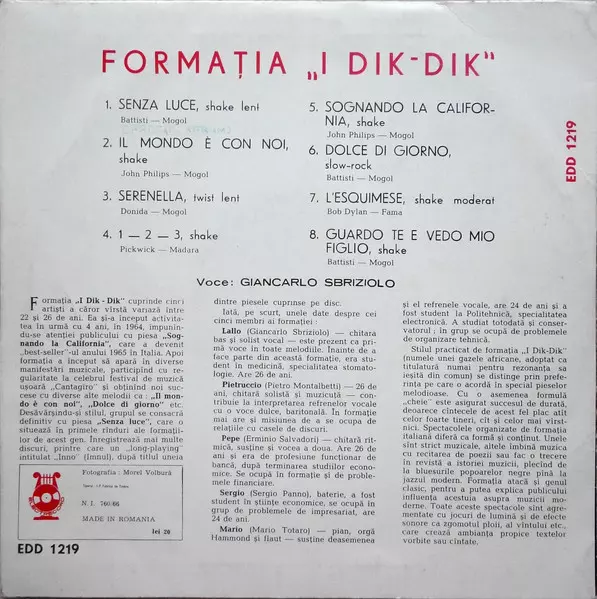 FORMAȚIA „I DIK-DIK"
1. SENZA LUCE, shake lent
Battisti — Mogol
2. IL MONDO È CON NOI,
shake
John Philips — Mogol
3. SERENELLA, twist lent
Donida — Mogol
4. 1 — 2 — 3, shake
Pickwick — Madara
5. SOGNANDO LA CALIFOR-
NIA, shake
John Philips — Mogol
6. DOLCE DI GIORNO,
slow-rock
Battisti — Mogol
7. L'ESQUIMESE, shake moderat
Bob Dylan — Fama
8. GUARDO TE E VEDO MIO
FIGLIO, shake
Battisti — Mogol
EDD 1219
Voce: GIANCARLO SBRIZIOLO
Formația „I Dik - Dik" cuprinde cinci
artiști a căror vîrstă variază între
22 și 26 de ani. Ea și-a început activitatea
în urmă cu 4 ani, în 1964, impunîn-
du-se atenției publicului cu piesa „Sog-
nando la California", care a devenit
„best-seller"-ul anului 1965 în Italia. Apoi
formația a început să apară în diverse
manifestări muzicale, participînd cu re-
gularitate la celebrul festival de muzică
ușoară „Cantagiro" și obținînd noi suc-
cese cu diverse alte melodii ca: „Il mon-
do è con noi", „Dolce di giorno" etc.
Desăvârșindu-și stilul, grupul se consacră
definitiv cu piesa „Senza luce", care o
situează în primele rînduri ale formații-
lor de acest gen. Înregistrează mai multe
discuri, printre care un „long-playing"
intitulat „Inno" (Imnul), după titlul uneia
dintre piesele cuprinse pe disc.
Iată, pe scurt, unele date despre cei
cinci membri ai formației:
Lallo (Giancarlo Sbriziolo) — chitară
bas și solist vocal — este prezent ca pri-
mă voce în toate melodiile. Înainte de a
face parte din această formație, era stu-
dent în medicină, specialitatea stomato-
logie. Are 26 de ani.
Pietruccio (Pietro Montalbetti) — 26 de
ani, chitară solistă și muzicuță — con-
tribuie la interpretarea refrenelor vocale
cu o voce dulce, baritonală. În formație
mai are și misiunea de a se ocupa de
relațiile cu casele de discuri.
Pepe (Erminio Salvadori) — chitară rit-
mică, susține și vocea a doua. Are 26 de ani
și era de profesiune funcționar de
bancă, după terminarea studiilor econo-
mice. Se ocupă în formație și de proble-
mele financiare.
Sergio (Sergio Panno), baterie, a fost
student în științe economice, se ocupă în
grup de problemele de impresariat, are
24 de ani.
Mario (Mario Totaro) — pian, orgă
Hammond și flaut — susține deasemenea
și el refrenele vocale, are 24 de ani și a
fost student la Politehnică, specialitatea
electronică. A studiat totodată și conser-
vatorul; în grup se ocupă de problemele
de organizare tehnică.
Stilul practicat de formația „I Dik-Dik"
(numele unei gazele africane, adoptat ca
titulatură numai pentru rezonanța sa
ieșită din comun) se distinge prin prefe-
rința pe care o acordă în special pieselor
melodioase. Cu o asemenea formulă
„cheie" este asigurat succesul de durată,
deoarece cîntecele de acest fel plac atît
celor foarte tineri, cît și celor mai vîrst-
nici. Spectacolele organizate de formația
italiană diferă ca formă și conținut. Unele
sînt strict muzicale, altele îmbină muzica
cu recitarea de poezii sau fac o trecere
în revistă a istoriei muzicii, plecînd de la
bluesurile popoarelor negre pînă la
jazzul modern. Formația atacă și genul
clasic, pentru a putea explica publicului
influența acestuia asupra muzicii mo-
derne. Toate aceste spectacole sînt agre-
mentate cu jocuri de lumină și de efecte
sonore ca zgomotul ploii, al vîntului etc.,
care crează ambianța propice textelor
vorbite sau cîntate.
Fotografia: Morel Volbură
N. I. 760/66
MADE IN ROMANIA
lei 20
EDD 1219